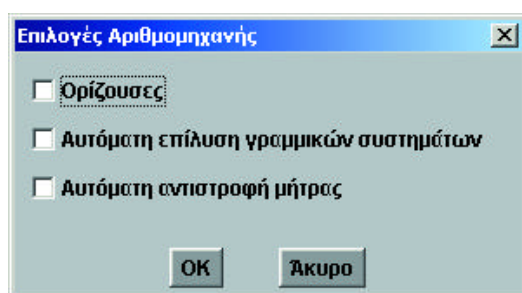 Επιλογές Αριθμομηχανής
Ορίζουσες
Αυτόματη επίλυση γραμμικών συστημάτων
Αυτόματη αντιστροφή μήτρας
OK Άκυρο